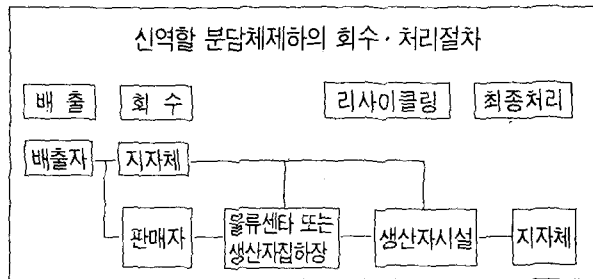 신역할 분담체제하의 회수·처리절차
배출 회수 리사이클링 최종처리
배출자 지자체
판매자 물류센타 또는 생산자시설 지자체
생산자집하장